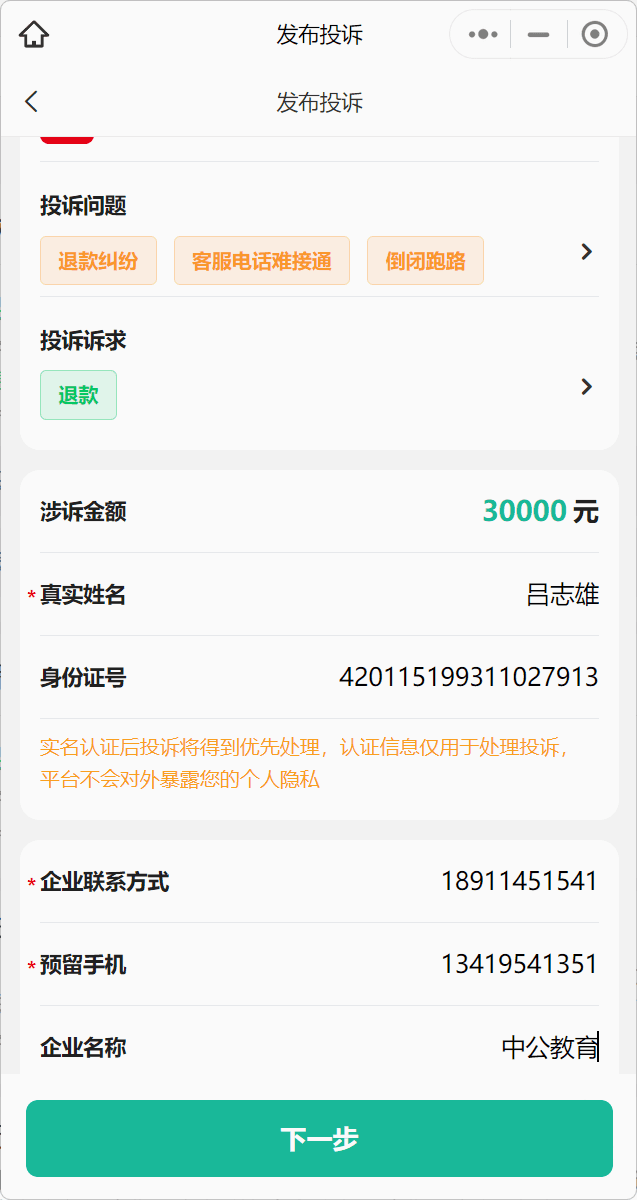 发布投诉
发布投诉
投诉问题
退款纠纷 客服电话难接通 倒闭跑路
投诉诉求
退款
涉诉金额 30000 元
* 真实姓名 吕志雄
身份证号 420115199311027913
实名认证后投诉将得到优先处理，认证信息仅用于处理投诉，
平台不会对外暴露您的个人隐私
* 企业联系方式 18911451541
* 预留手机 13419541351
企业名称 中公教育
下一步